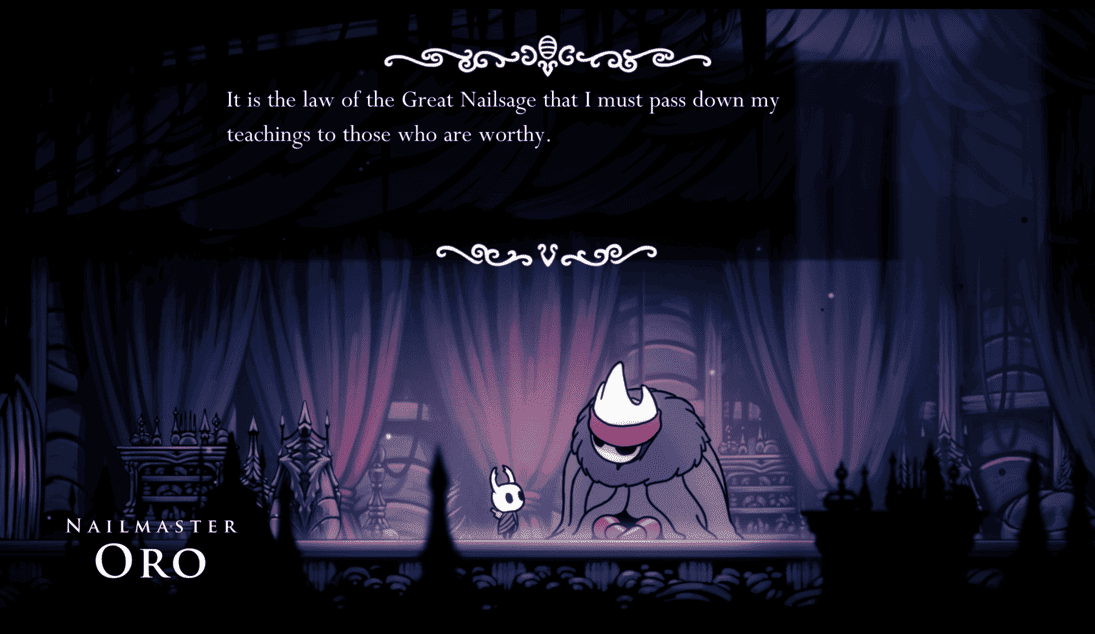 It is the law of the Great Nailsage that I must pass down my
teachings to those who are worthy.
NAILMASTER
ORO